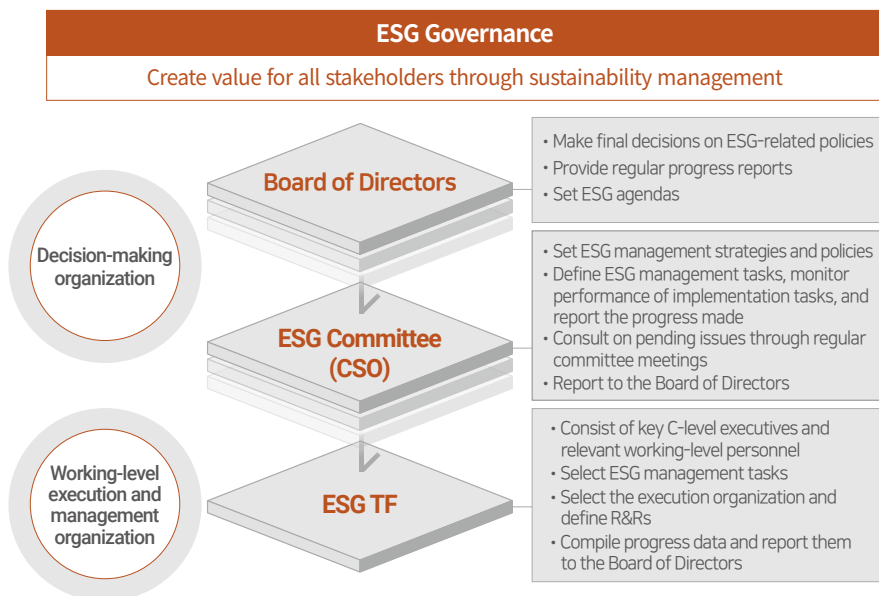 ESG Governance
Create value for all stakeholders through sustainability management
Decision-making
organization
Board of Directors
• Make final decisions on ESG-related policies
• Provide regular progress reports
• Set ESG agendas
ESG Committee
(CSO)
• Set ESG management strategies and policies
• Define ESG management tasks, monitor
performance of implementation tasks, and
report the progress made
• Consult on pending issues through regular
committee meetings
• Report to the Board of Directors
Working-level
execution and
management
organization
ESG TF
• Consist of key C-level executives and
relevant working-level personnel
• Select ESG management tasks
• Select the execution organization and
define R&Rs
• Compile progress data and report them
to the Board of Directors